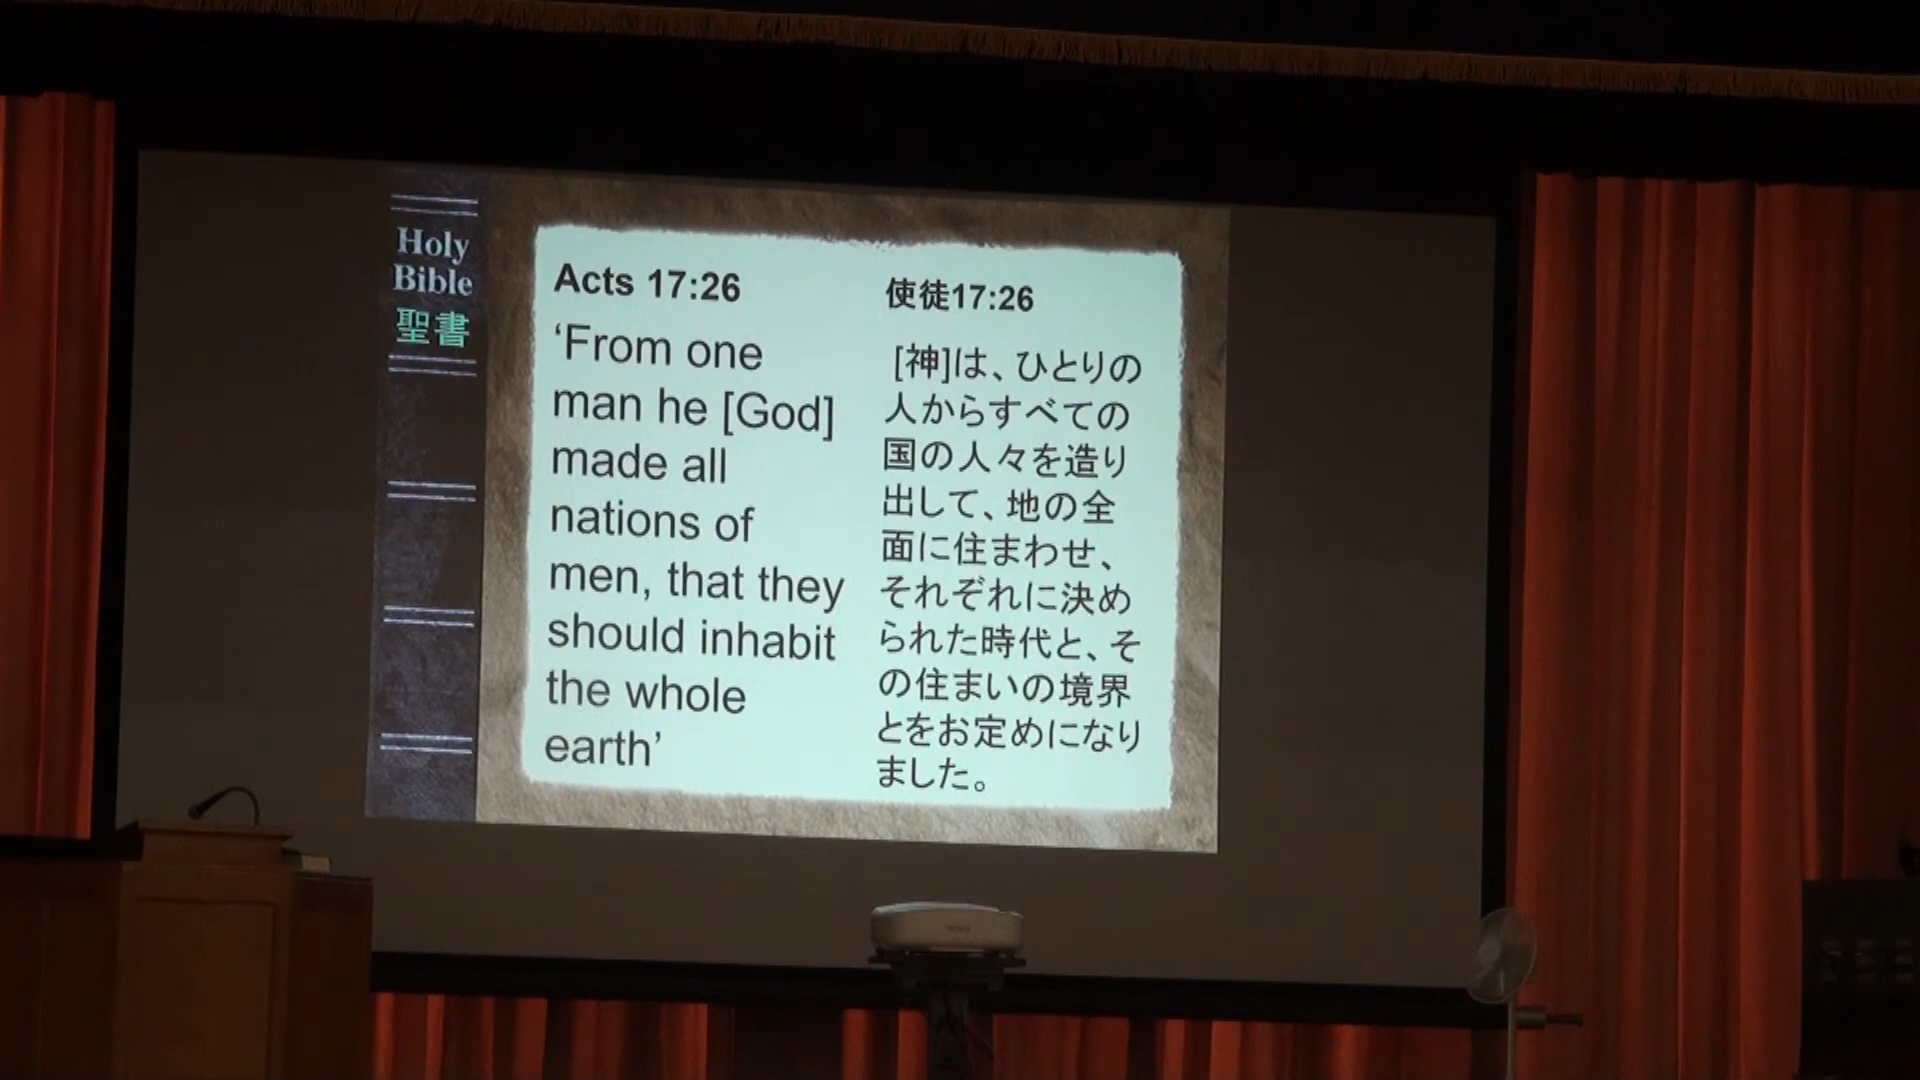 Holy
Bible
聖書
Acts 17:26
‘From one
man he [God]
made all
nations of
men, that they
should inhabit
the whole
earth’
使徒17:26
[神]は、ひとりの
人からすべての
国の人々を造り
出して、地の全
面に住まわせ、
それぞれに決め
られた時代と、そ
の住まいの境界
とをお定めになり
ました。